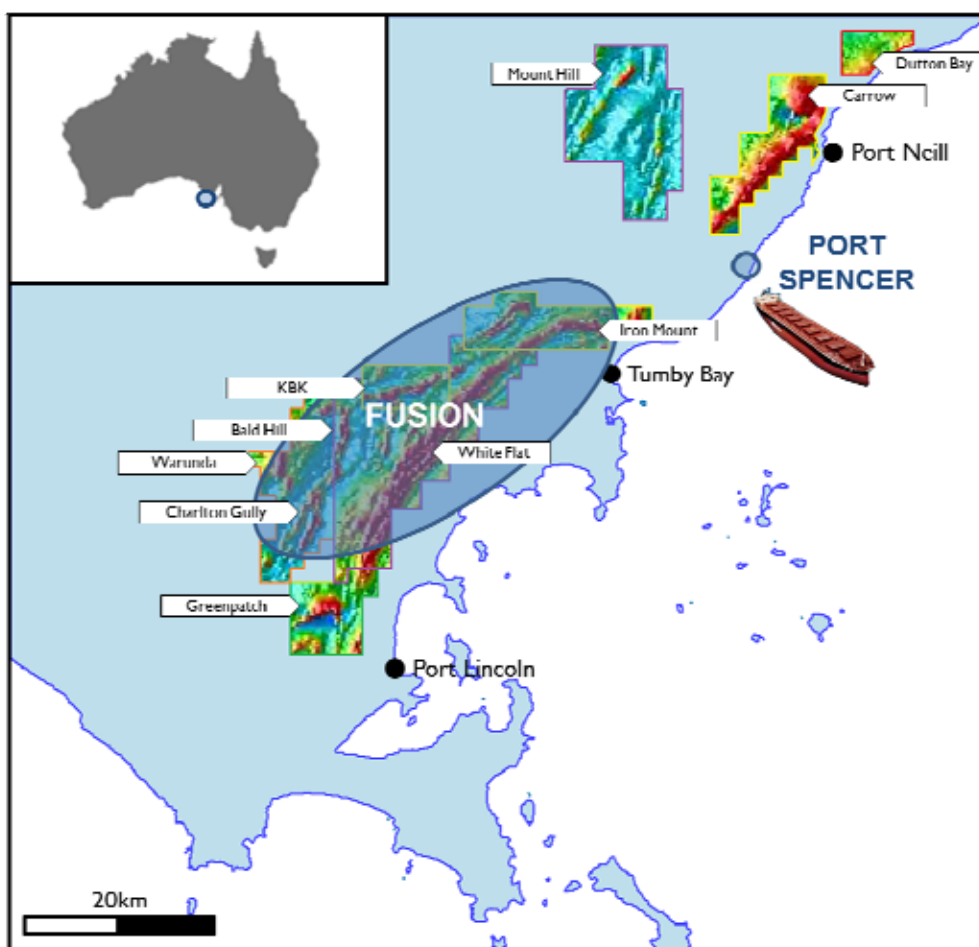 Dutton Bay
Mount Hill
Carrow
Port Neill
PORT
SPENCER
Iron Mount
Tumby Bay
KBK
FUSION
Bald Hill
White Flat
Warunda
Charlton Gully
Greenpatch
Port Lincoln
20km